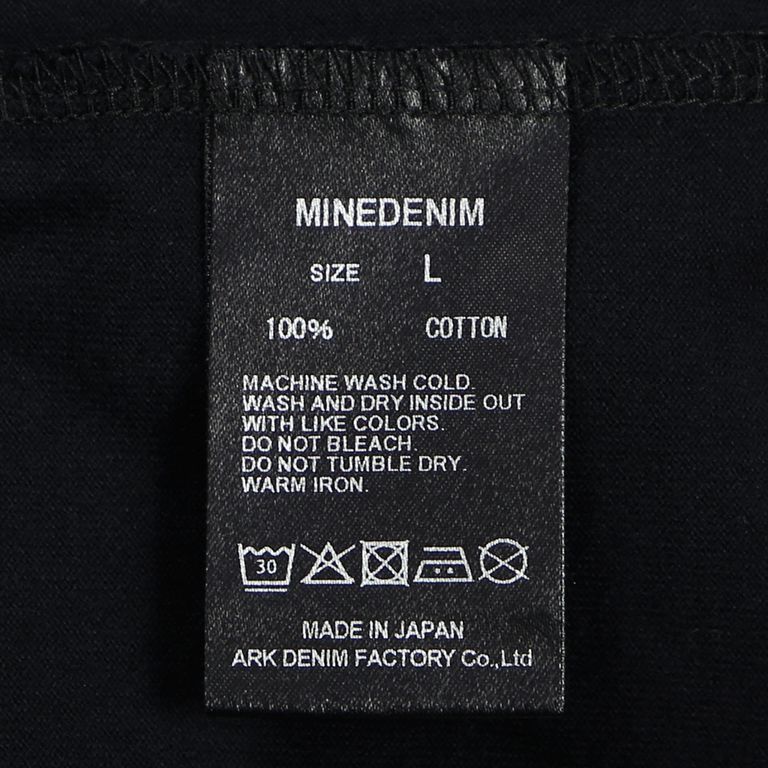 MINEDENIM
SIZE L
100% COTTON
MACHINE WASH COLD.
WASH AND DRY INSIDE OUT
WITH LIKE COLORS.
DO NOT BLEACH.
DO NOT TUMBLE DRY.
WARM IRON.
30
MADE IN JAPAN
ARK DENIM FACTORY Co.,Ltd